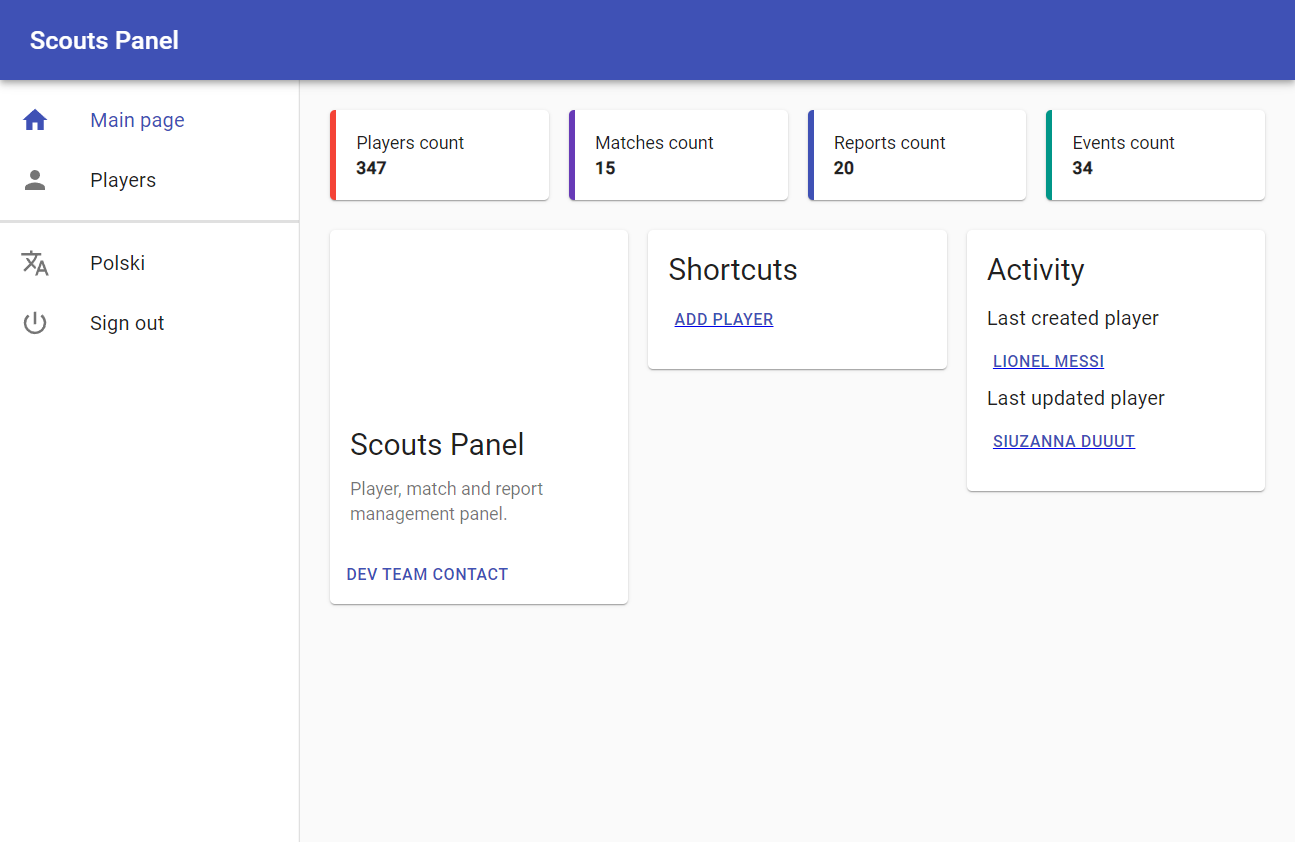 Scouts Panel
Main page
Players
Polski
Sign out
Players count
347
Matches count
15
Reports count
20
Events count
34
Scouts Panel
Player, match and report
management panel.
DEV TEAM CONTACT
Shortcuts
ADD PLAYER
Activity
Last created player
LIONEL MESSI
Last updated player
SIUZANNA DUUUT